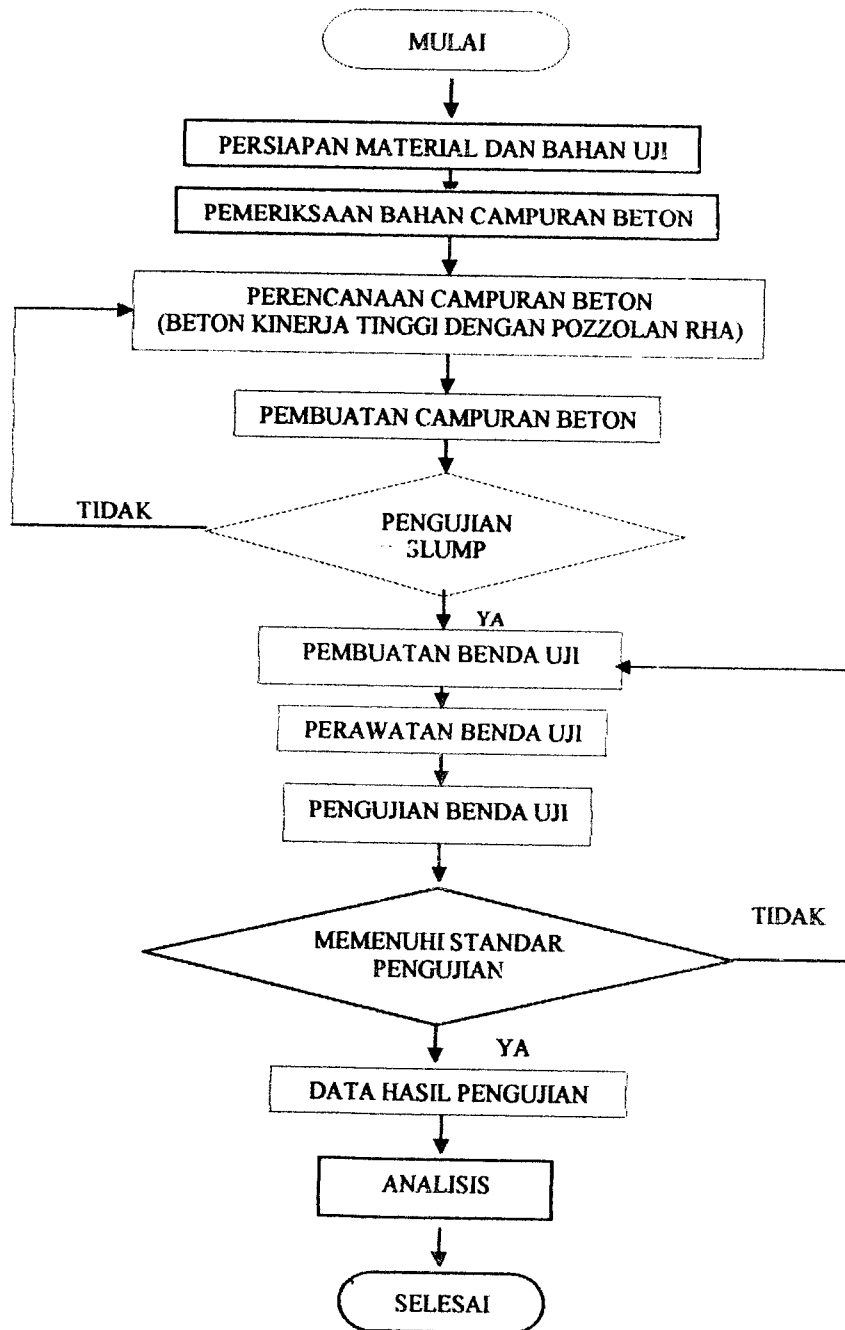 MULAI
PERSIAPAN MATERIAL DAN BAHAN UJI
PEMERIKSAAN BAHAN CAMPURAN BETON
PERENCANAAN CAMPURAN BETON
(BETON KINERJA TINGGI DENGAN POZZOLAN RHA)
PEMBUATAN CAMPURAN BETON
TIDAK
PENGUJIAN
SLUMP
YA
PEMBUATAN BENDA UJI
PERAWATAN BENDA UJI
PENGUJIAN BENDA UJI
TIDAK
MEMENUHI STANDAR
PENGUJIAN
YA
DATA HASIL PENGUJIAN
ANALISIS
SELESAI